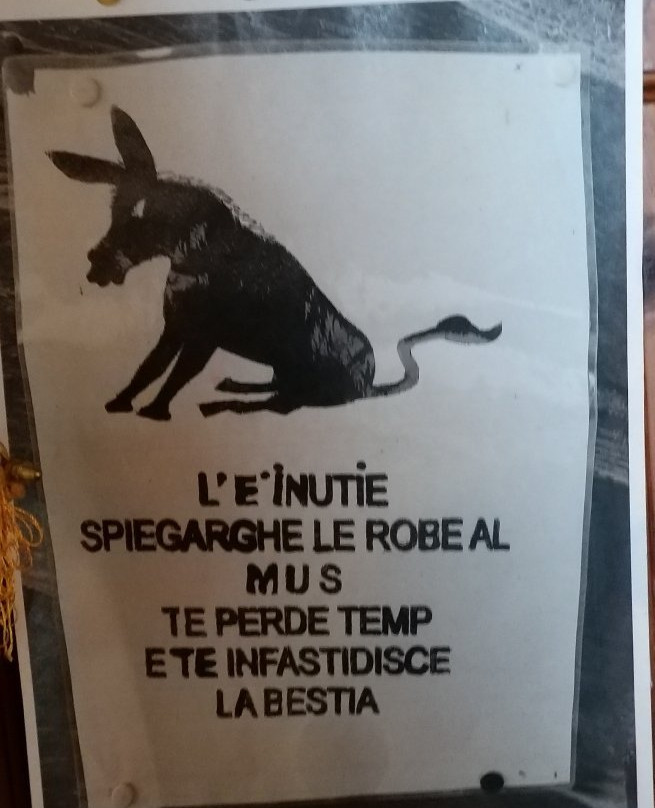 L'E' INUTIE
SPIEGARGHE LE ROBE AL
MUS
TE PERDE TEMP
E TE INFASTIDISCE
LA BESTIA